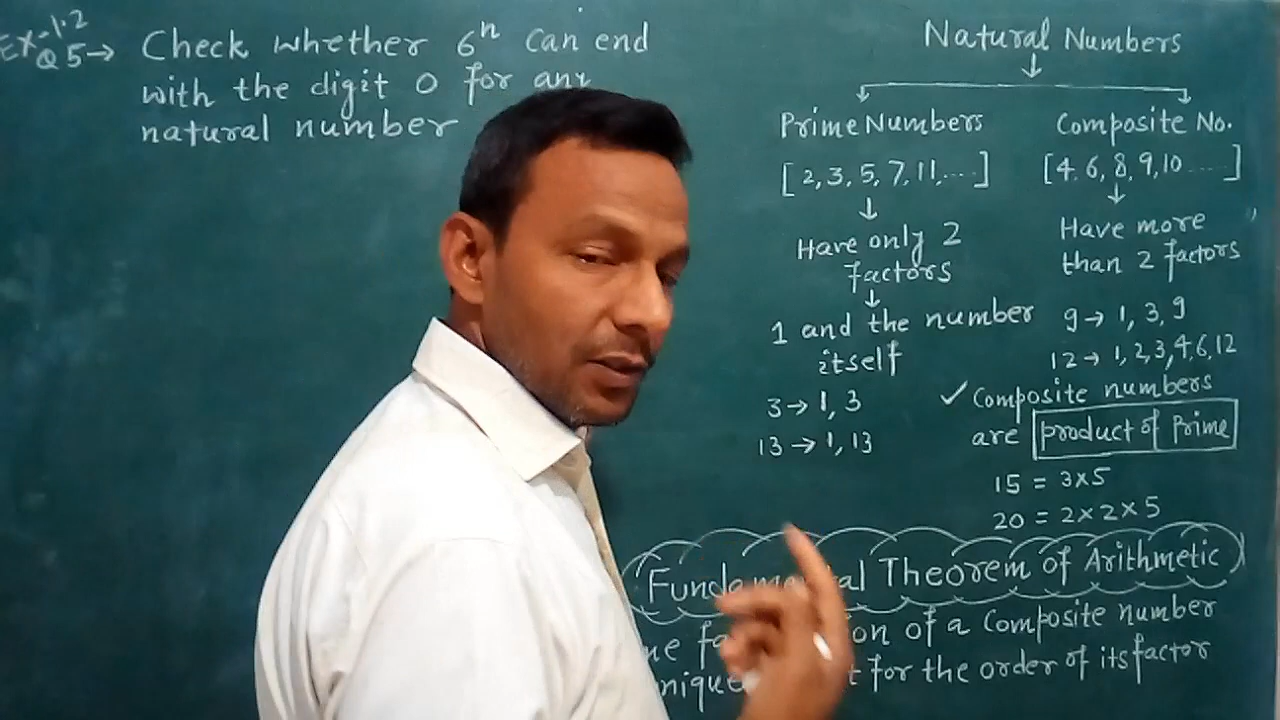 Ex-1.2
Q5→ Check whether 6ⁿ can end
with the digit 0 for any
natural number
Natural Numbers
↓
Prime Numbers
[2,3,5,7,11,....]
↓
Have only 2
factors
↓
1 and the number
itself
3→1,3
13→1,13
Composite No.
[4,6,8,9,10.....]
↓
Have more
than 2 factors
9→1,3,9
12→1,2,3,4,6,12
✓Composite numbers
are product of Prime
15=3×5
20=2×2×5
Theorem of Arithmetic
of a Composite number
for the order of its factor